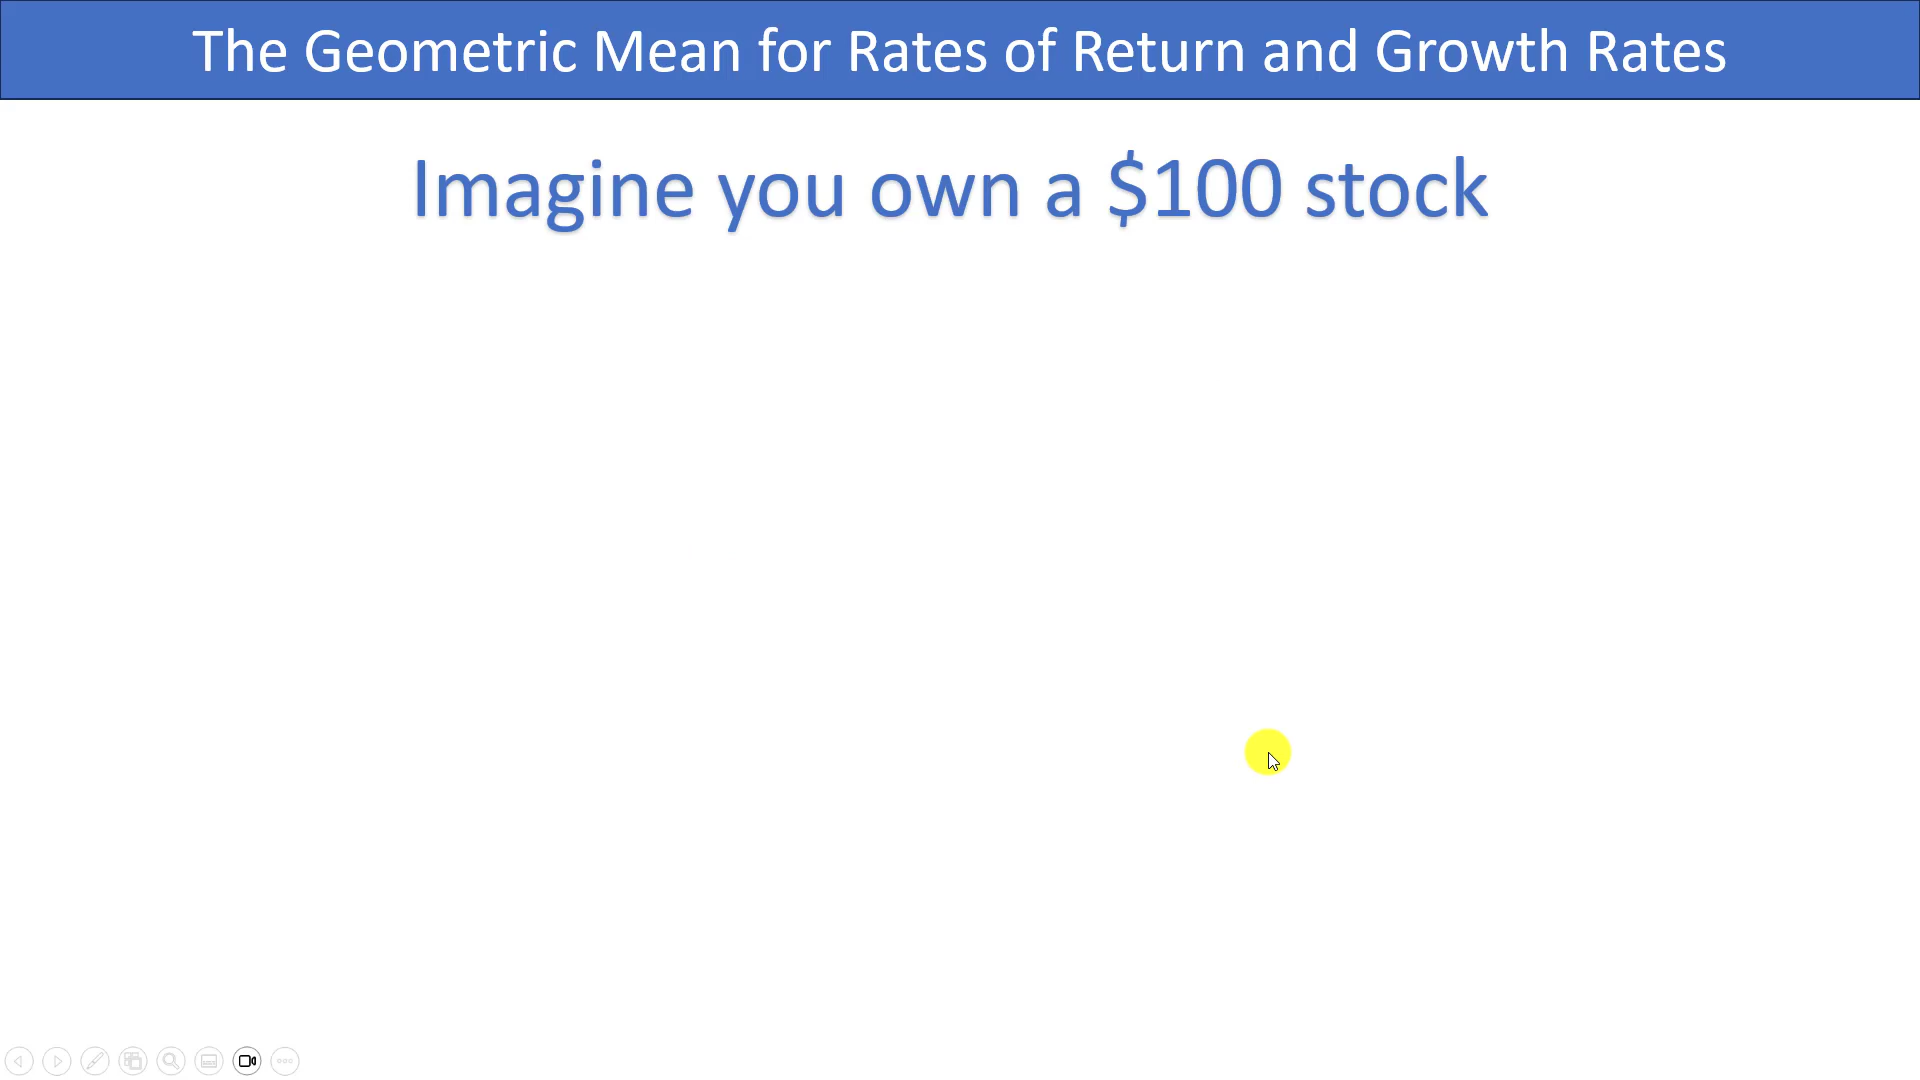 The Geometric Mean for Rates of Return and Growth Rates
Imagine you own a $100 stock